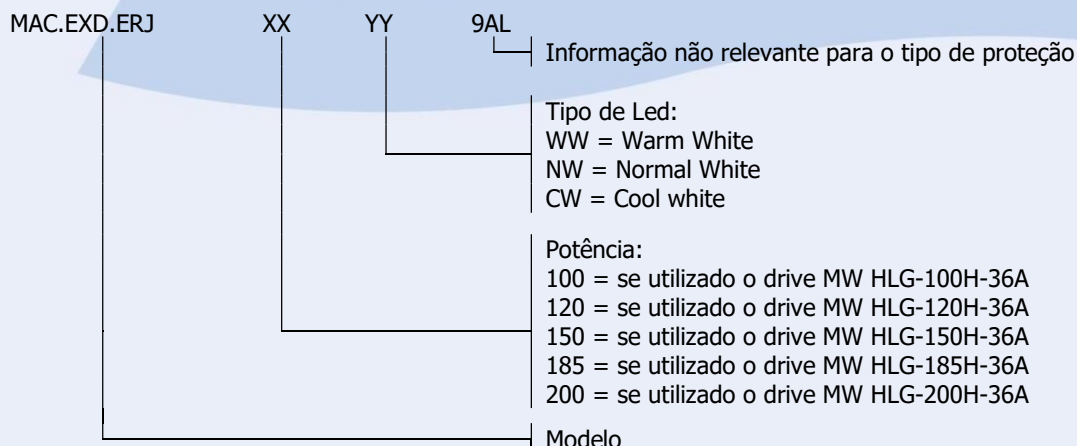 MAC.EXD.ERJ XX YY 9AL
Informação não relevante para o tipo de proteção
Tipo de Led:
WW = Warm White
NW = Normal White
CW = Cool white
Potência:
100 = se utilizado o drive MW HLG-100H-36A
120 = se utilizado o drive MW HLG-120H-36A
150 = se utilizado o drive MW HLG-150H-36A
185 = se utilizado o drive MW HLG-185H-36A
200 = se utilizado o drive MW HLG-200H-36A
Modelo